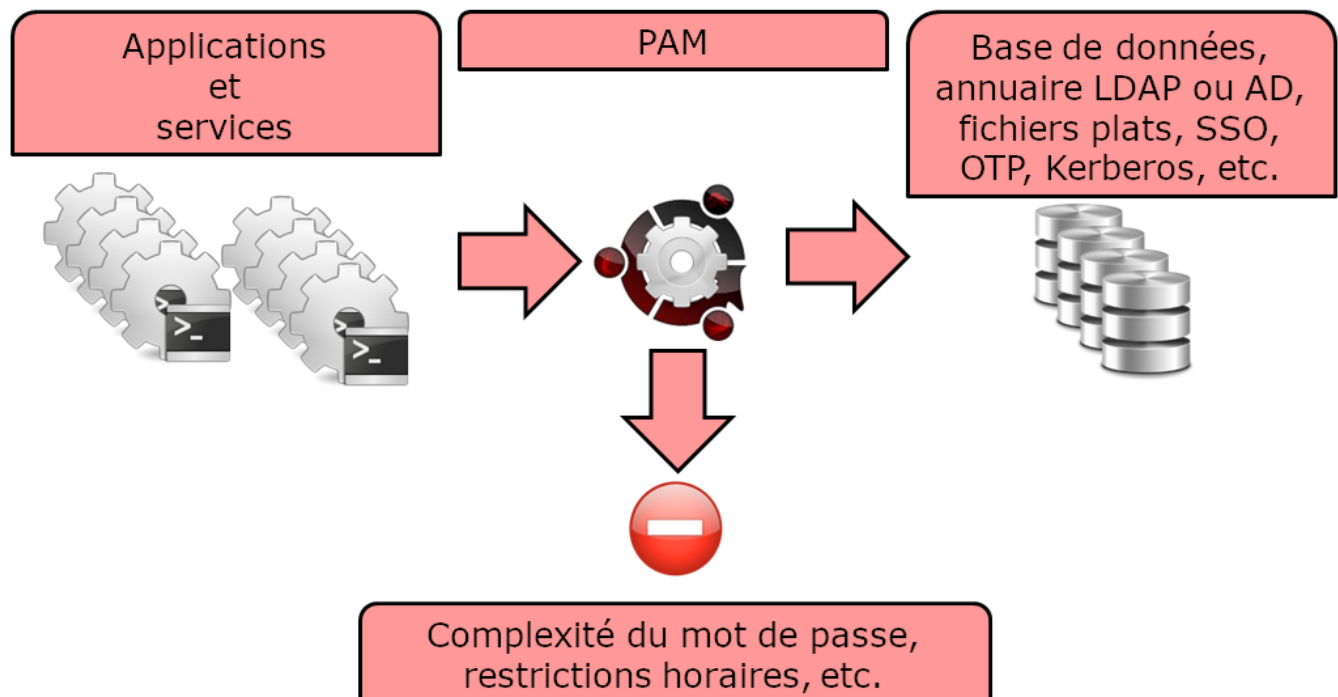 Applications
et
services
PAM
Base de données,
annuaire LDAP ou AD,
fichiers plats, SSO,
OTP, Kerberos, etc.
>_
>_
Complexité du mot de passe,
restrictions horaires, etc.